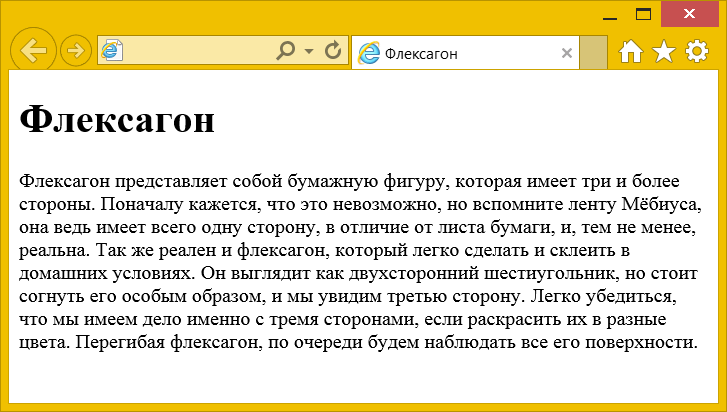 Флексагон
Флексагон
Флексагон представляет собой бумажную фигуру, которая имеет три и более
стороны. Поначалу кажется, что это невозможно, но вспомните ленту Мёбиуса,
она ведь имеет всего одну сторону, в отличие от листа бумаги, и, тем не менее,
реальна. Так же реален и флексагон, который легко сделать и склеить в
домашних условиях. Он выглядит как двухсторонний шестиугольник, но стоит
согнуть его особым образом, и мы увидим третью сторону. Легко убедиться,
что мы имеем дело именно с тремя сторонами, если раскрасить их в разные
цвета. Перегибая флексагон, по очереди будем наблюдать все его поверхности.